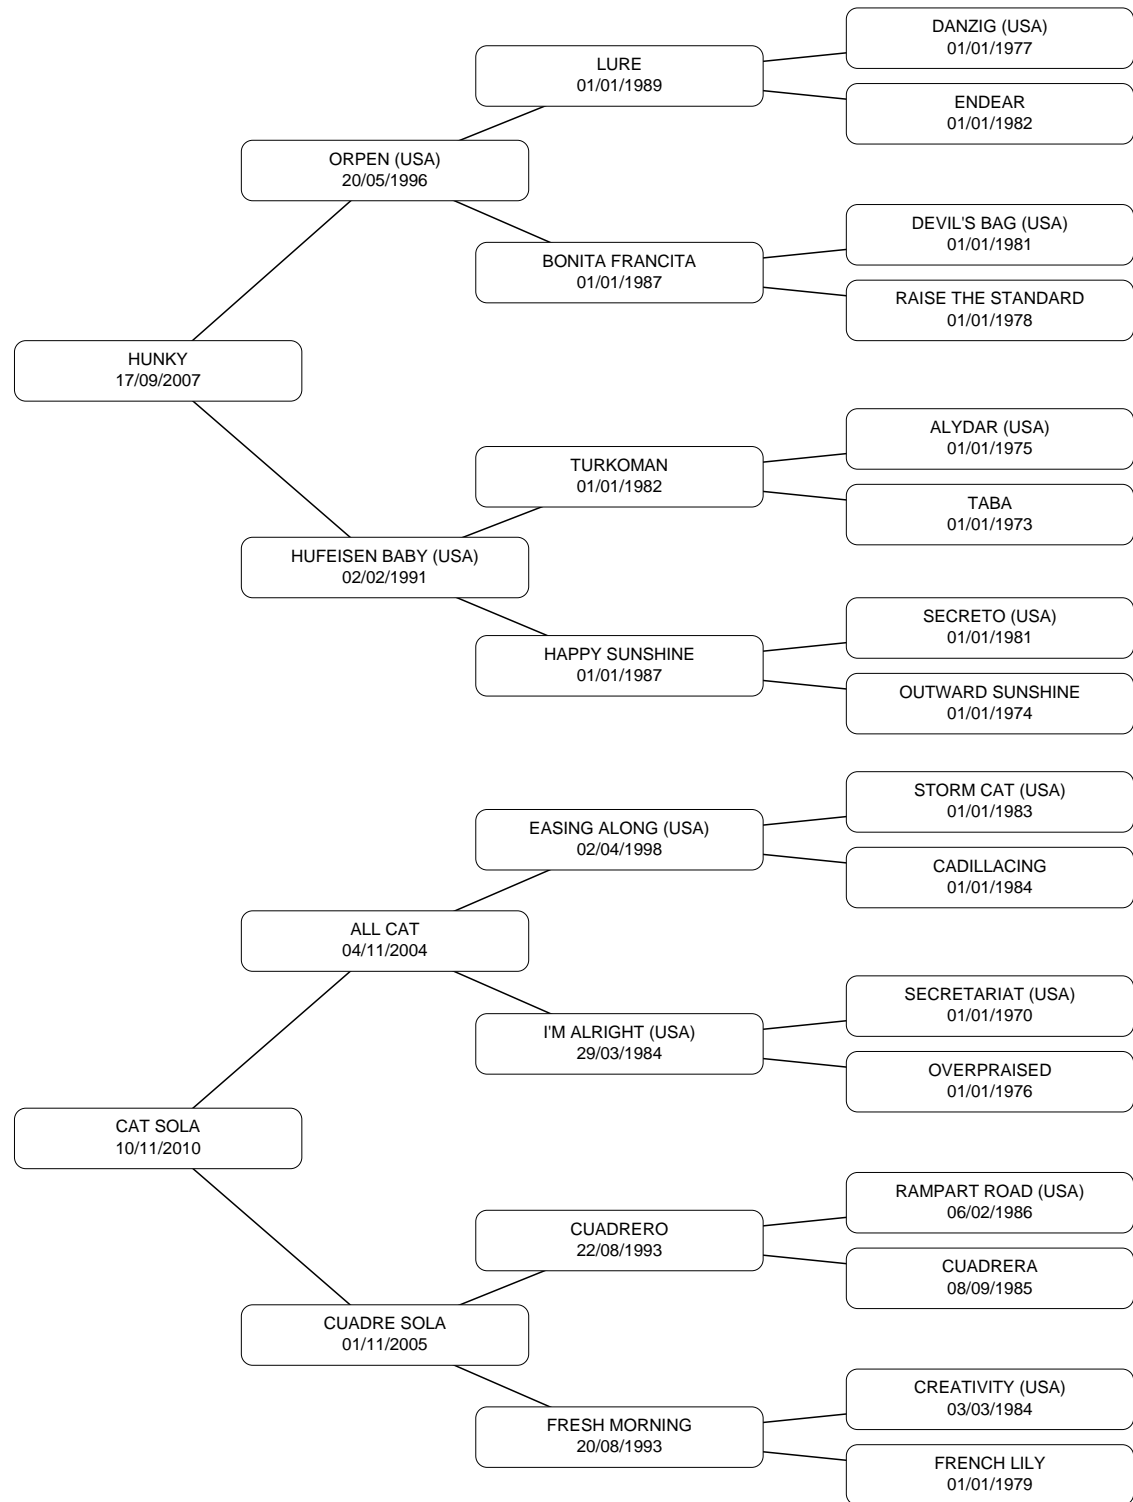 DANZIG (USA)
01/01/1977
LURE
01/01/1989
ENDEAR
01/01/1982
ORPEN (USA)
20/05/1996
DEVIL'S BAG (USA)
01/01/1981
BONITA FRANCITA
01/01/1987
RAISE THE STANDARD
01/01/1978
HUNKY
17/09/2007
ALYDAR (USA)
01/01/1975
TURKOMAN
01/01/1982
TABA
01/01/1973
HUFEISEN BABY (USA)
02/02/1991
SECRETO (USA)
01/01/1981
HAPPY SUNSHINE
01/01/1987
OUTWARD SUNSHINE
01/01/1974
STORM CAT (USA)
01/01/1983
EASING ALONG (USA)
02/04/1998
CADILLACING
01/01/1984
ALL CAT
04/11/2004
SECRETARIAT (USA)
01/01/1970
I'M ALRIGHT (USA)
29/03/1984
OVERPRAISED
01/01/1976
CAT SOLA
10/11/2010
RAMPART ROAD (USA)
06/02/1986
CUADRERO
22/08/1993
CUADRERA
08/09/1985
CUADRE SOLA
01/11/2005
CREATIVITY (USA)
03/03/1984
FRESH MORNING
20/08/1993
FRENCH LILY
01/01/1979